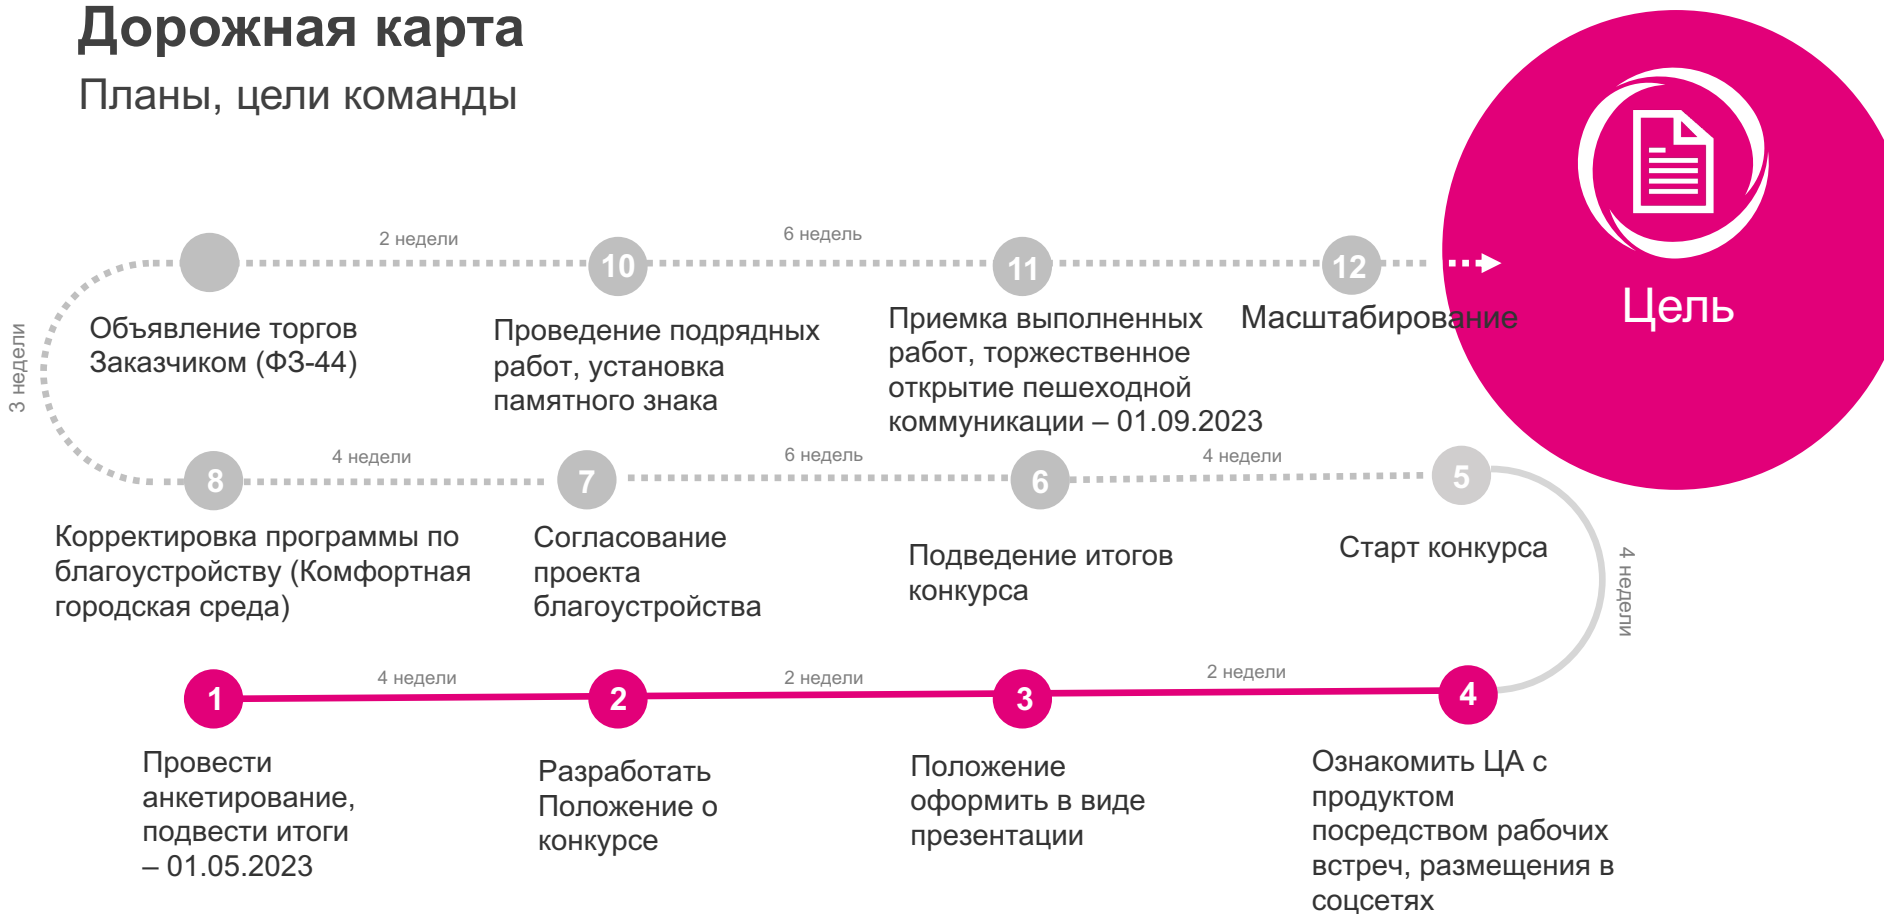 Дорожная карта
Планы, цели команды
Цель
2 недели
6 недель
10
11
12
Объявление торгов
Заказчиком (ФЗ-44)
Проведение подрядных
работ, установка
памятного знака
Приемка выполненных
работ, торжественное
открытие пешеходной
коммуникации – 01.09.2023
Масштабирование
3 недели
4 недели
6 недель
4 недели
8
7
6
5
Корректировка программы по
благоустройству (Комфортная
городская среда)
Согласование
проекта
благоустройства
Подведение итогов
конкурса
Старт конкурса
4 недели
4 недели
2 недели
2 недели
1
2
3
4
Провести
анкетирование,
подвести итоги
– 01.05.2023
Разработать
Положение о
конкурсе
Положение
оформить в виде
презентации
Ознакомить ЦА с
продуктом
посредством рабочих
встреч, размещения в
соцсетях